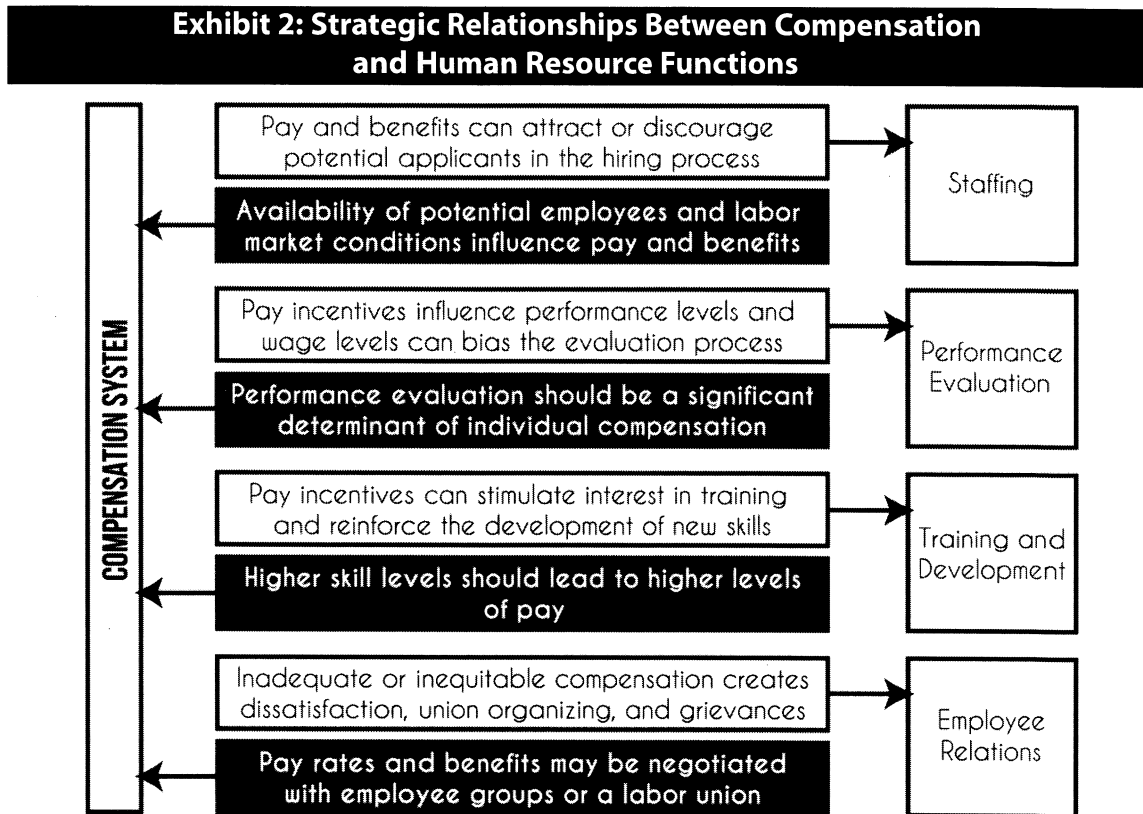 Exhibit 2: Strategic Relationships Between Compensation
and Human Resource Functions
COMPENSATION SYSTEM
Pay and benefits can attract or discourage
potential applicants in the hiring process
Availability of potential employees and labor
market conditions influence pay and benefits
Staffing
Pay incentives influence performance levels and
wage levels can bias the evaluation process
Performance evaluation should be a significant
determinant of individual compensation
Performance
Evaluation
Pay incentives can stimulate interest in training
and reinforce the development of new skills
Higher skill levels should lead to higher levels
of pay
Training and
Development
Inadequate or inequitable compensation creates
dissatisfaction, union organizing, and grievances
Pay rates and benefits may be negotiated
with employee groups or a labor union
Employee
Relations